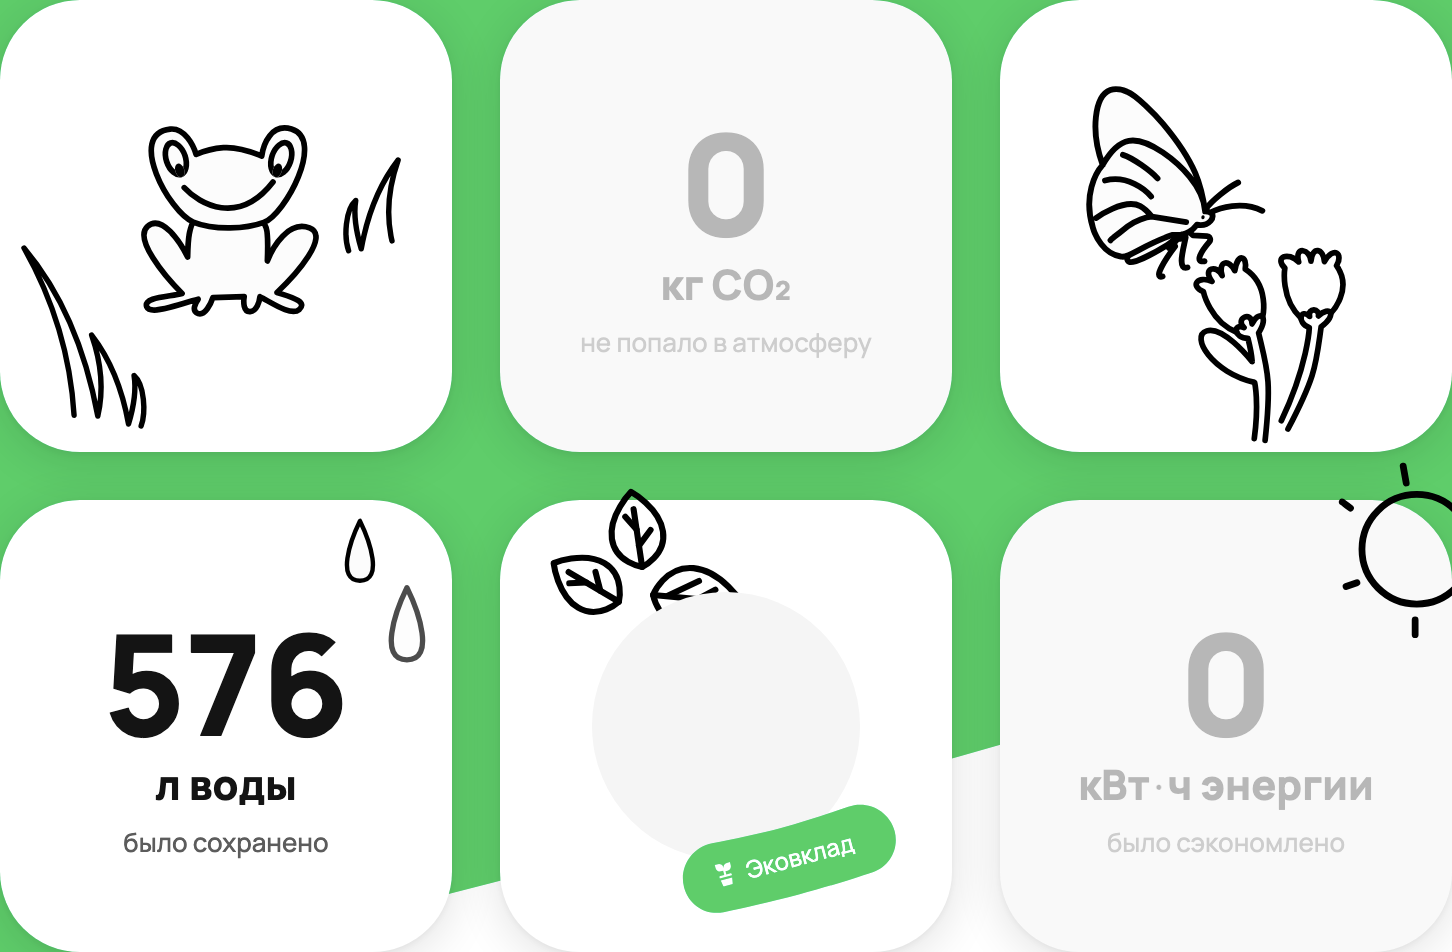 0
кг CO₂
не попало в атмосферу
576
л воды
было сохранено
Эковклад
0
кВт·ч энергии
было сэкономлено